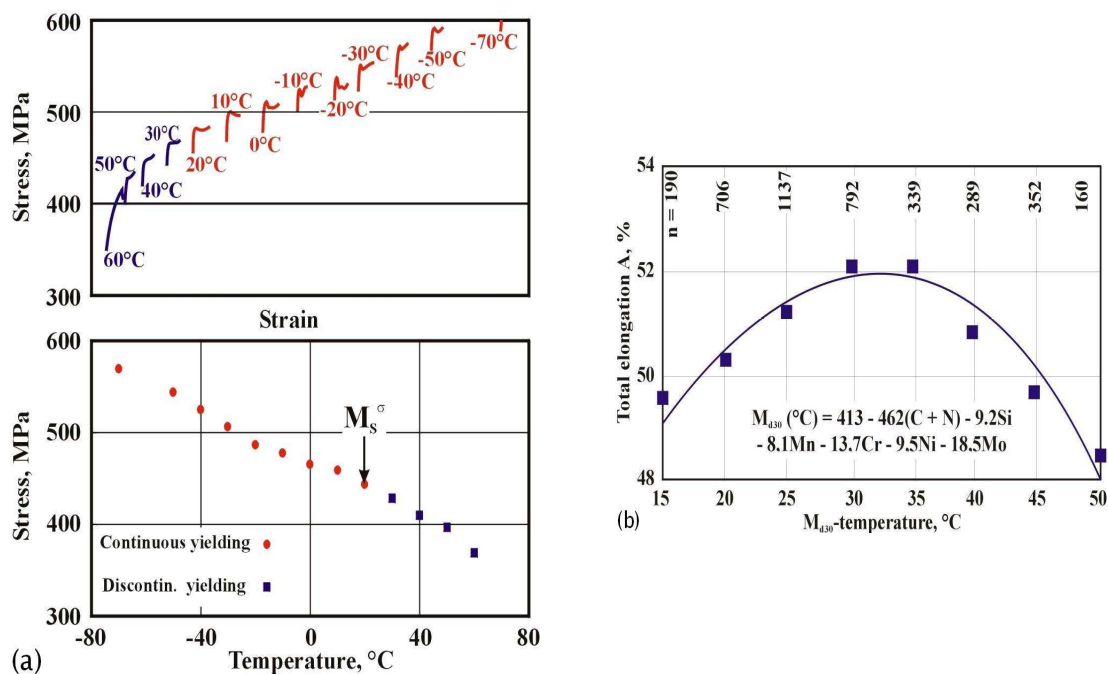 600
500
400
300
Stress, MPa
60°C
50°C
40°C
30°C
20°C
10°C
0°C
-10°C
-20°C
-30°C
-40°C
-50°C
-70°C
Strain
600
500
400
300
Stress, MPa
Mₛσ
Continuous yielding
Discontin. yielding
-80 -40 0 40 80
Temperature, °C
(a)
54
52
50
48
Total elongation A, %
n = 190 706 1137 792 339 289 352 160
Md30 (°C) = 413 - 462(C + N) - 9.2Si
- 8.1Mn - 13.7Cr - 9.5Ni - 18.5Mo
15 20 25 30 35 40 45 50
Md30-temperature, °C
(b)